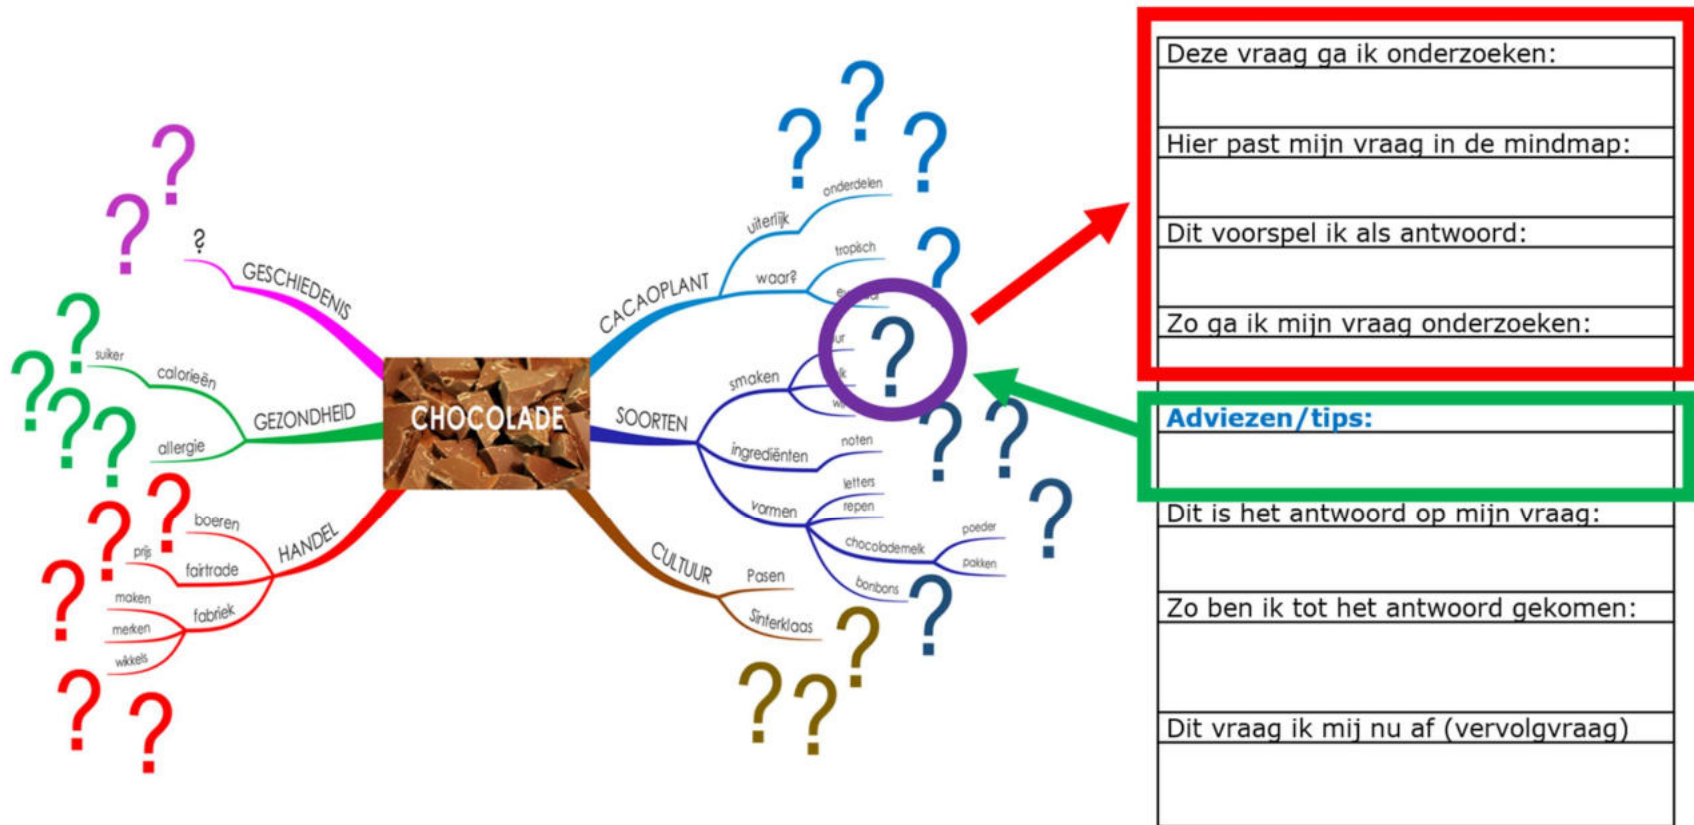 CHOCOLADE
GESCHIEDENIS
?
GEZONDHEID
calorieën
suiker
allergie
HANDEL
boeren
fairtrade
prijs
fabriek
maken
merken
wikkels
CACAOPLANT
uiterlijk
onderdelen
waar?
tropisch
SOORTEN
smaken
ingrediënten
noten
vormen
letters
repen
chocolademelk
poeder
pakken
bonbons
CULTUUR
Pasen
Sinterklaas
Deze vraag ga ik onderzoeken:
Hier past mijn vraag in de mindmap:
Dit voorspel ik als antwoord:
Zo ga ik mijn vraag onderzoeken:
Adviezen/tips:
Dit is het antwoord op mijn vraag:
Zo ben ik tot het antwoord gekomen:
Dit vraag ik mij nu af (vervolgvraag)